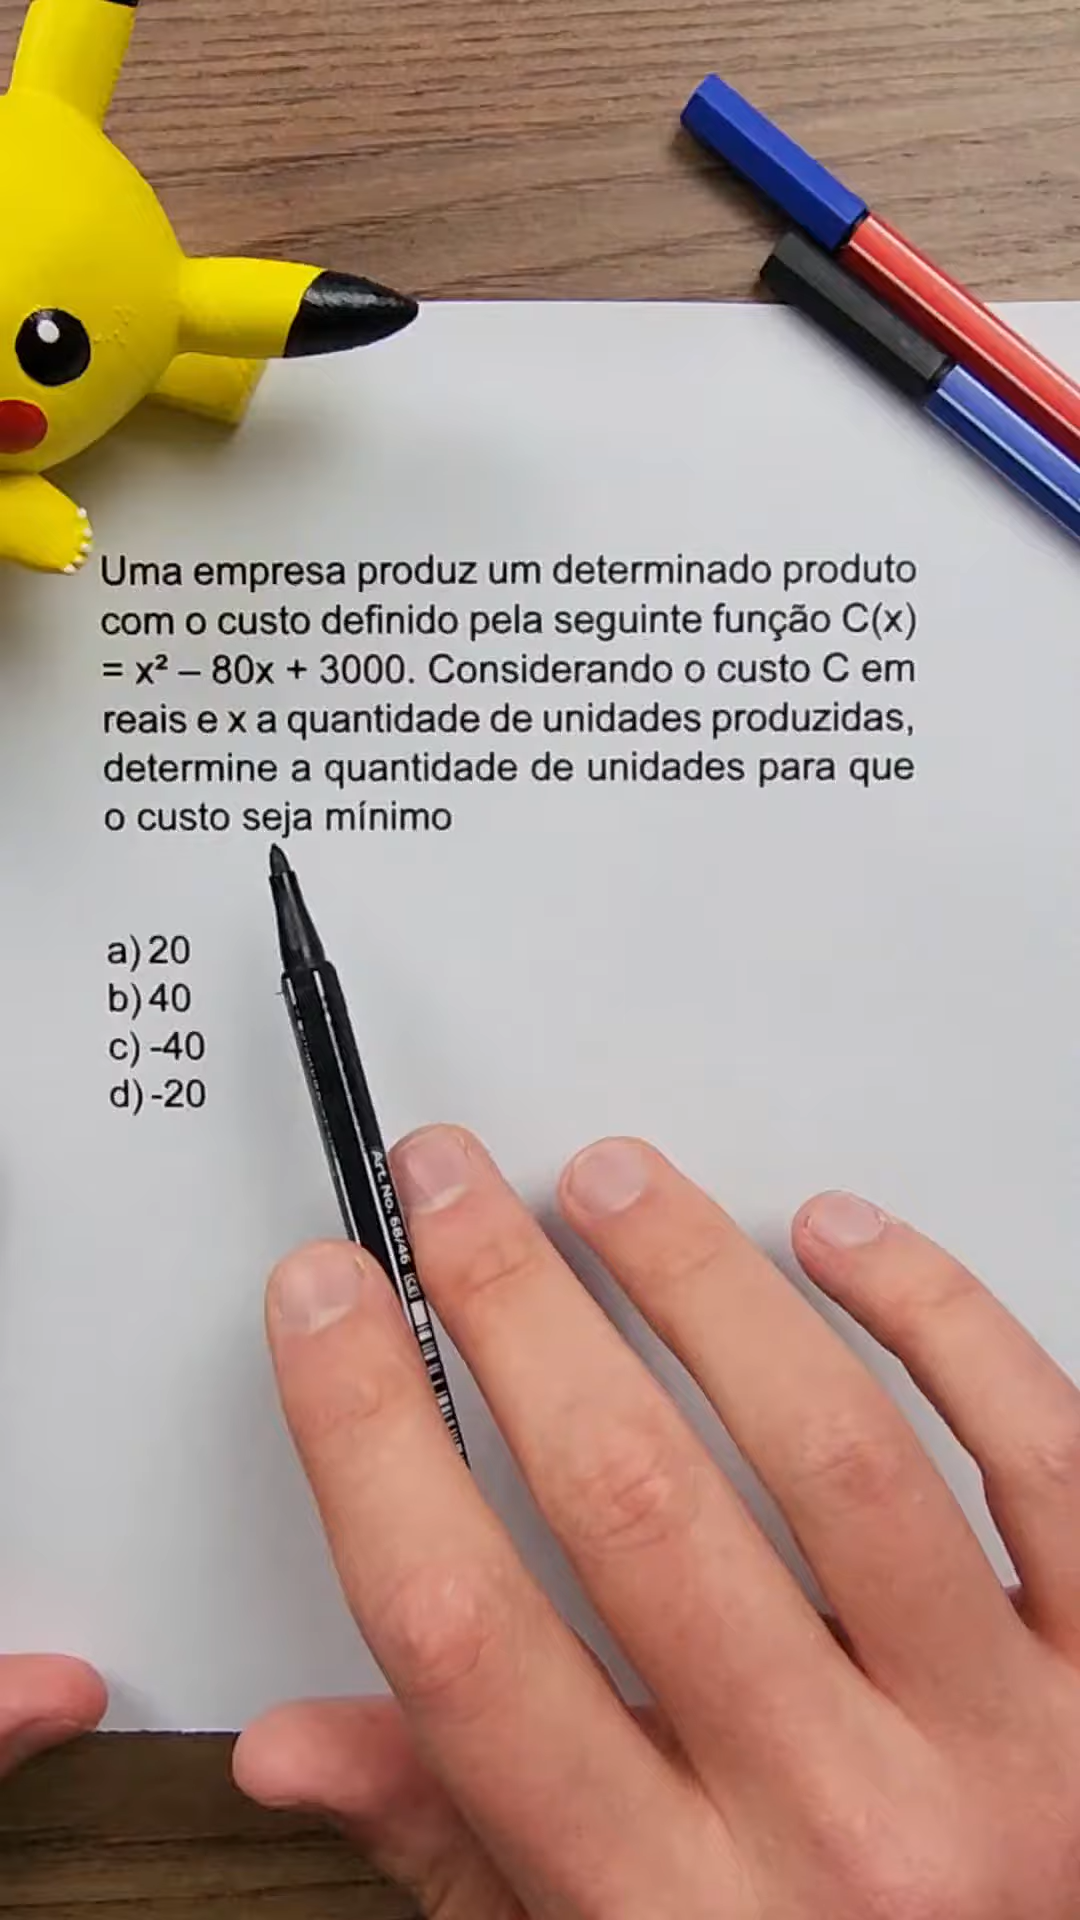 Uma empresa produz um determinado produto
com o custo definido pela seguinte função C(x)
= x² – 80x + 3000. Considerando o custo C em
reais e x a quantidade de unidades produzidas,
determine a quantidade de unidades para que
o custo seja mínimo
a) 20
b) 40
c) -40
d) -20
Art. No. 68/46 CE